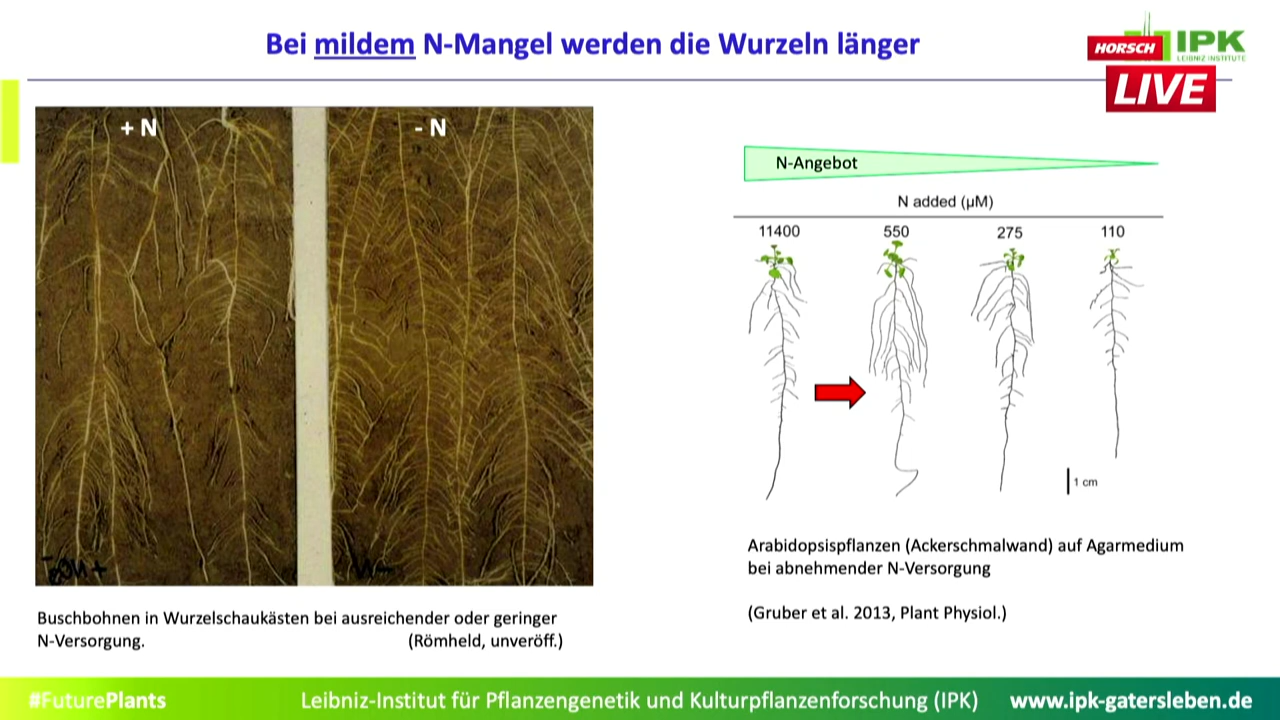 Bei mildem N-Mangel werden die Wurzeln länger
HORSCH
LIVE
IPK
LEIBNIZ INSTITUTE
+ N
- N
N-Angebot
N added (µM)
11400 550 275 110
1 cm
Arabidopsispflanzen (Ackerschmalwand) auf Agarmedium
bei abnehmender N-Versorgung
(Gruber et al. 2013, Plant Physiol.)
Buschbohnen in Wurzelschaukästen bei ausreichender oder geringer
N-Versorgung. (Römheld, unveröff.)
#FuturePlants Leibniz-Institut für Pflanzengenetik und Kulturpflanzenforschung (IPK) www.ipk-gatersleben.de